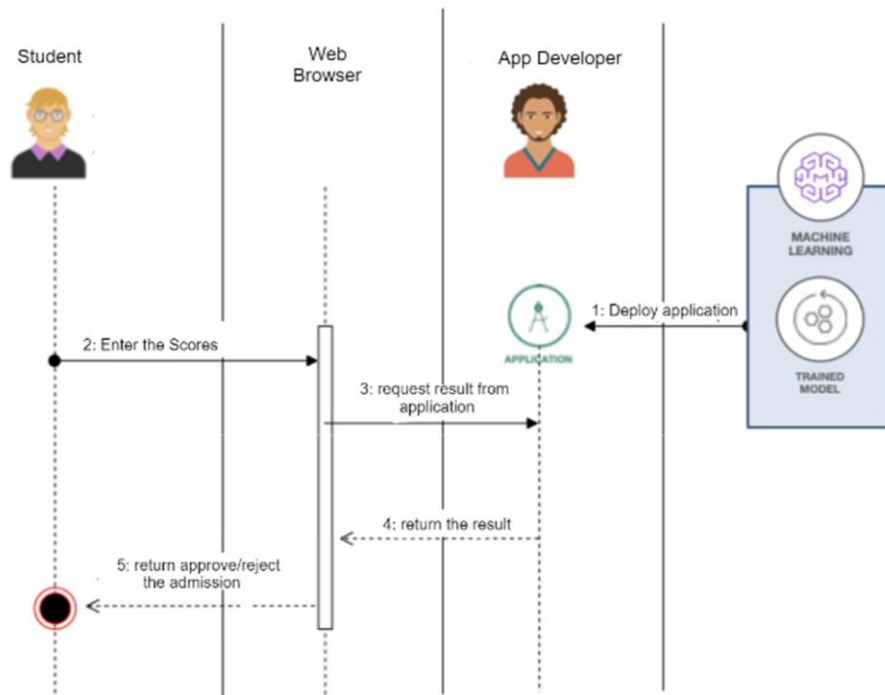 Student
Web
Browser
App Developer
MACHINE
LEARNING
1: Deploy application
APPLICATION
TRAINED
MODEL
2: Enter the Scores
3: request result from
application
4: return the result
5: return approve/reject
the admission